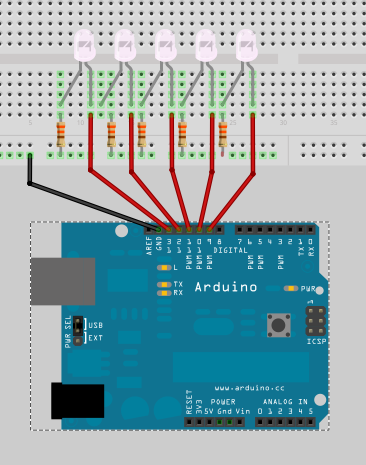 AREF
GND
13
12
11
10
9
8
7
6
5
4
3
2
1
0
PWM
PWM
PWM
PWM
PWM
PWM
TX
RX
DIGITAL
L
TX
RX
Arduino
PWR
USB
EXT
PWR SEL
ICSP
www.arduino.cc
POWER
ANALOG IN
RESET
3V3
5V Gnd Vin
0 1 2 3 4 5